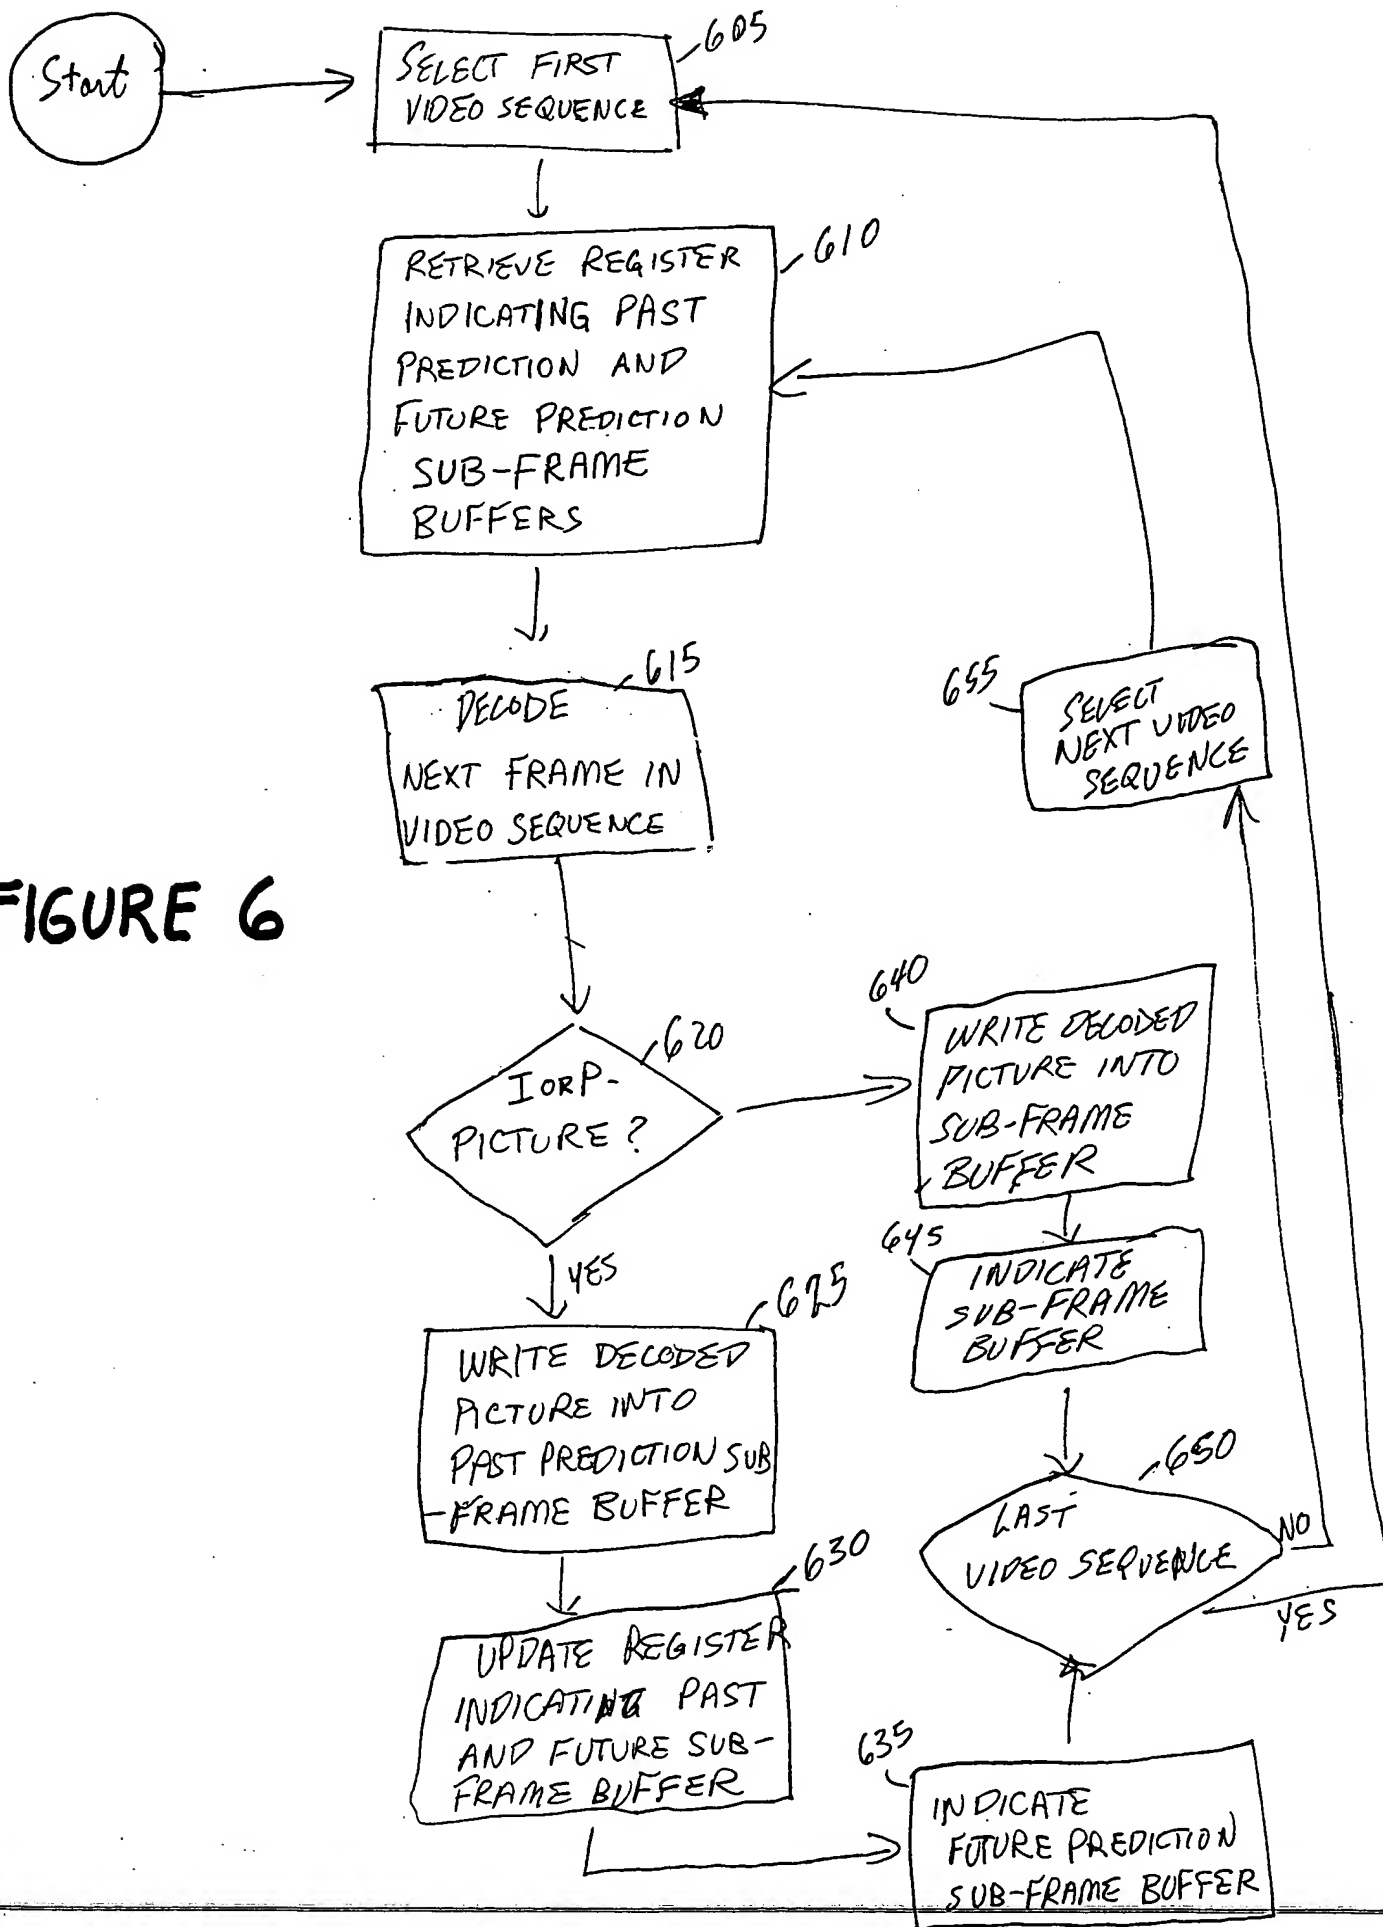 Start
605
SELECT FIRST
VIDEO SEQUENCE
610
RETRIEVE REGISTER
INDICATING PAST
PREDICTION AND
FUTURE PREDICTION
SUB-FRAME
BUFFERS
615
DECODE
NEXT FRAME IN
VIDEO SEQUENCE
655
SELECT
NEXT VIDEO
SEQUENCE
FIGURE 6
620
I OR P-
PICTURE?
YES
640
WRITE DECODED
PICTURE INTO
SUB-FRAME
BUFFER
645
INDICATE
SUB-FRAME
BUFFER
625
WRITE DECODED
PICTURE INTO
PAST PREDICTION SUB
-FRAME BUFFER
650
LAST
VIDEO SEQUENCE
NO
YES
630
UPDATE REGISTER
INDICATING PAST
AND FUTURE SUB-
FRAME BUFFER
635
INDICATE
FUTURE PREDICTION
SUB-FRAME BUFFER